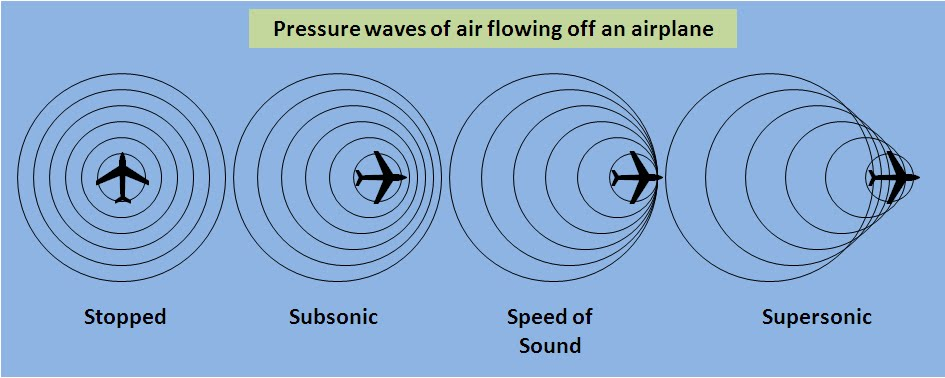 Pressure waves of air flowing off an airplane
Stopped
Subsonic
Speed of
Sound
Supersonic